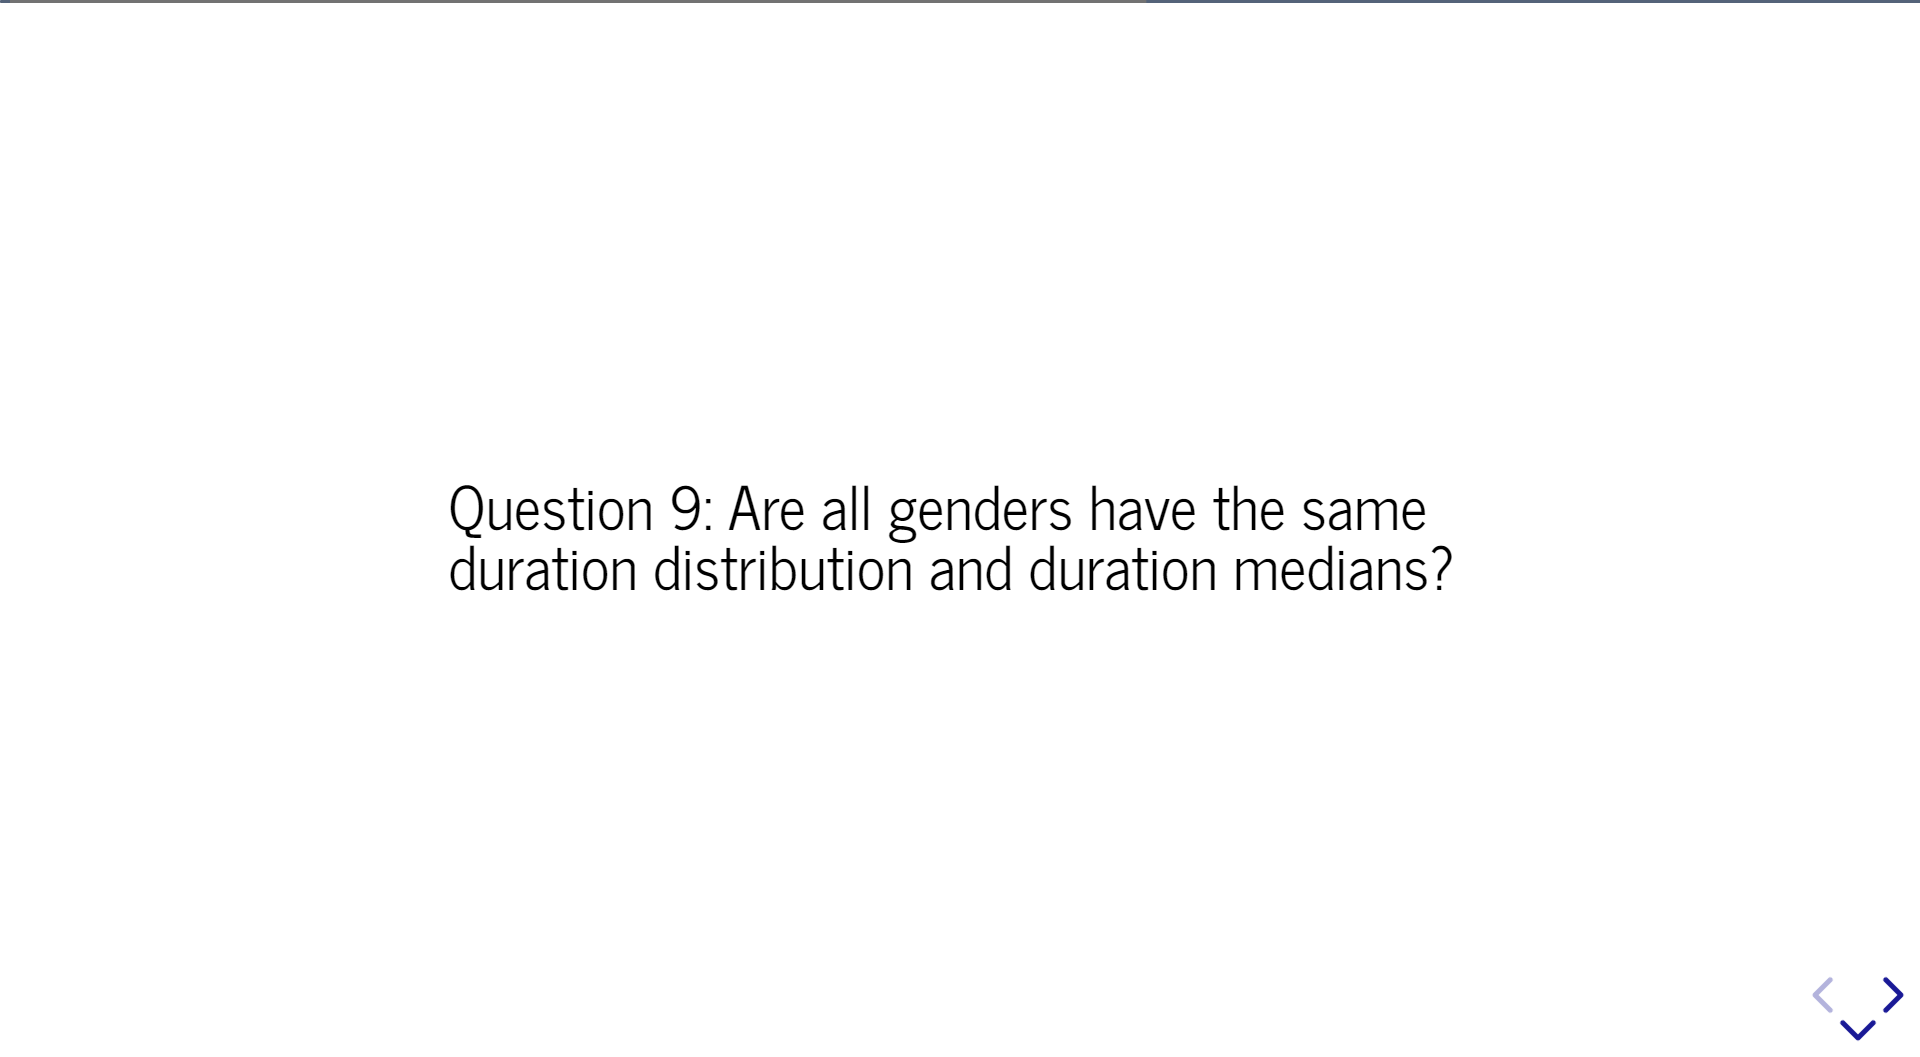 Question 9: Are all genders have the same
duration distribution and duration medians?